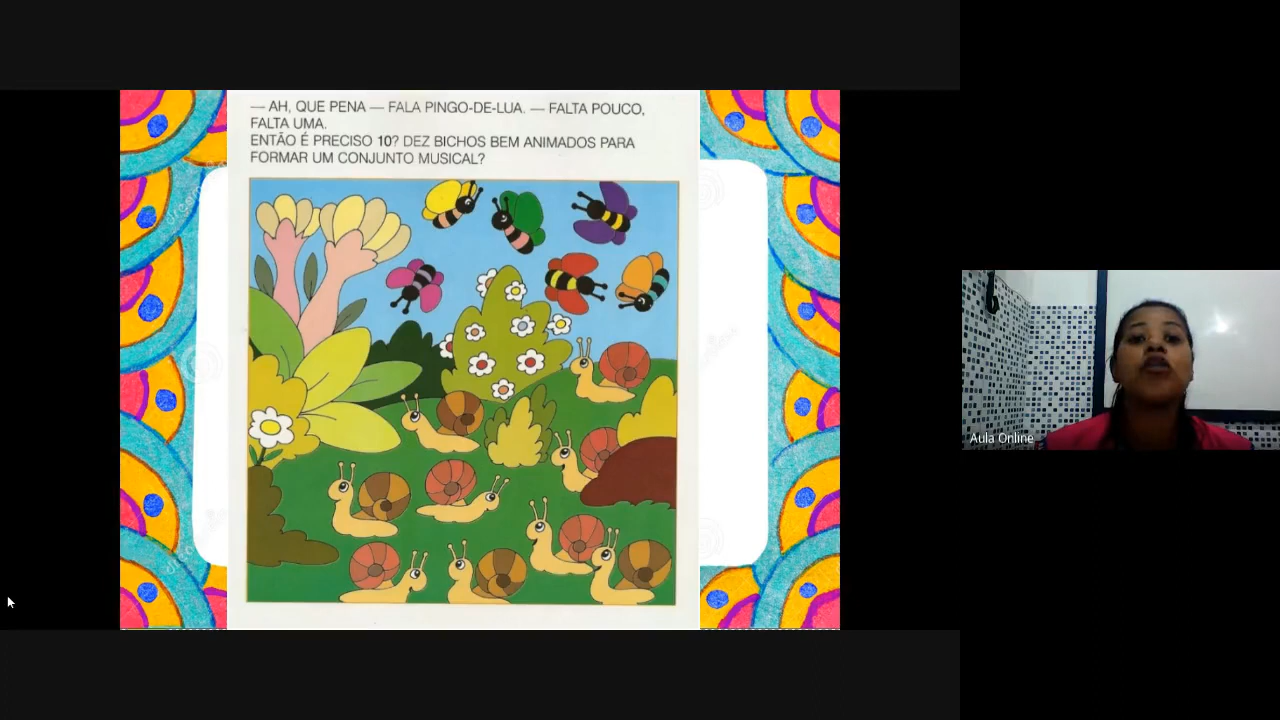 — AH, QUE PENA — FALA PINGO-DE-LUA. — FALTA POUCO,
FALTA UMA.
ENTÃO É PRECISO 10? DEZ BICHOS BEM ANIMADOS PARA
FORMAR UM CONJUNTO MUSICAL?
Aula Online